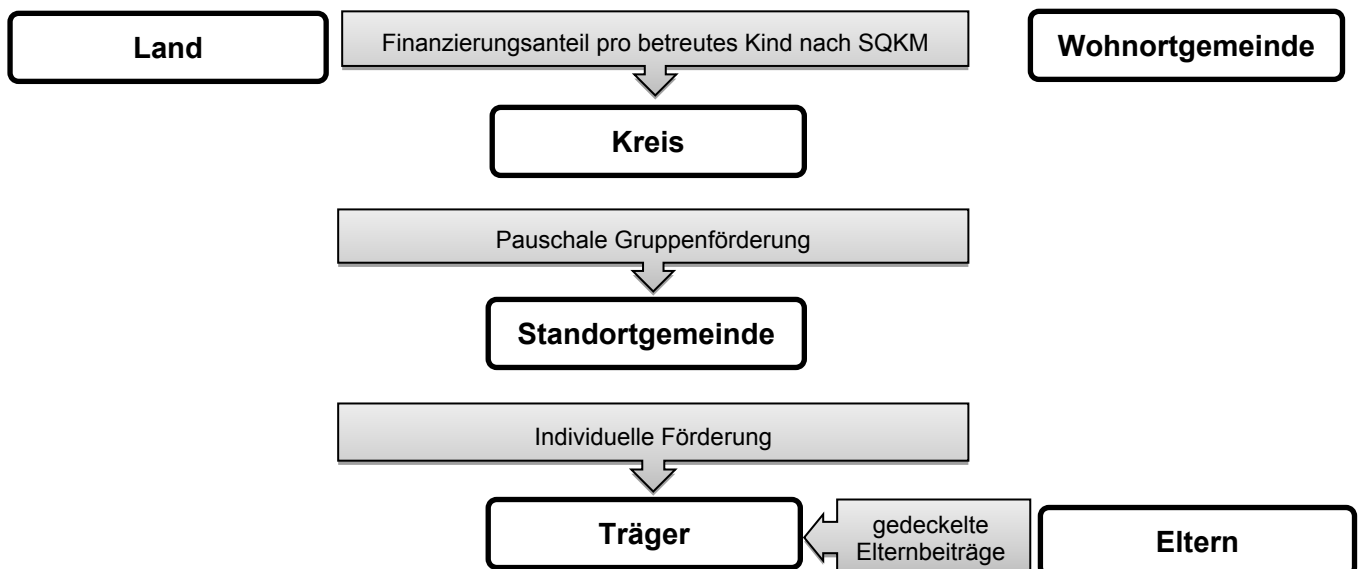 Land
Finanzierungsanteil pro betreutes Kind nach SQKM
Wohnortgemeinde
Kreis
Pauschale Gruppenförderung
Standortgemeinde
Individuelle Förderung
Träger
gedeckelte
Elternbeiträge
Eltern